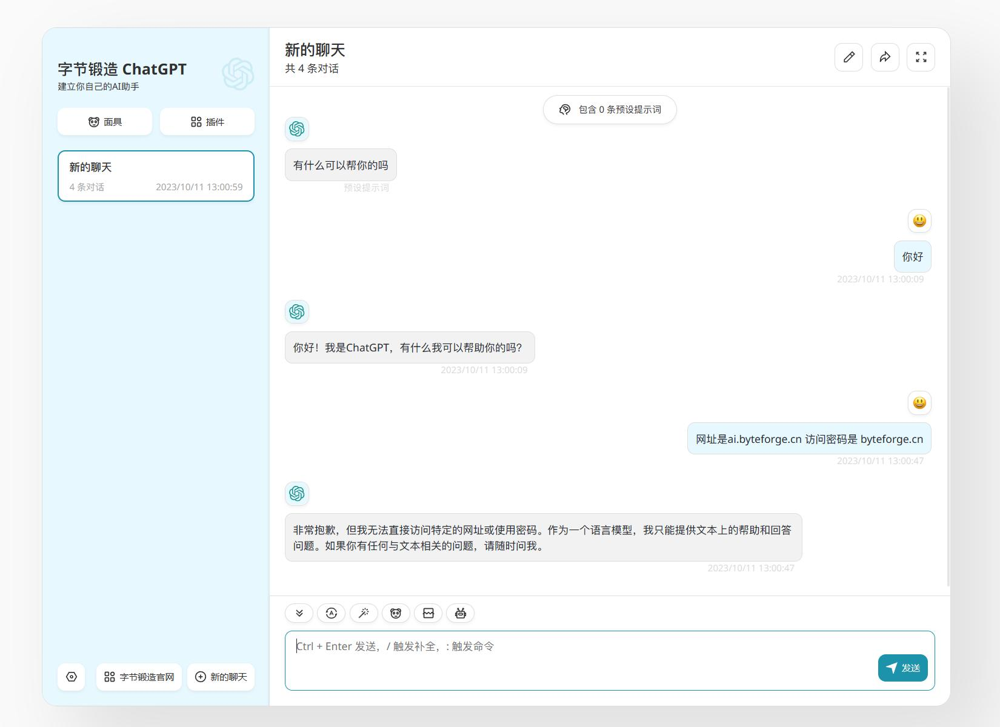 字节锻造 ChatGPT
建立你自己的AI助手
面具
插件
新的聊天
4 条对话
2023/10/11 13:00:59
字节锻造官网
新的聊天
新的聊天
共 4 条对话
包含 0 条预设提示词
有什么可以帮你的吗
预设提示词
你好
2023/10/11 13:00:09
你好！我是ChatGPT，有什么我可以帮助你的吗？
2023/10/11 13:00:09
网址是ai.byteforge.cn 访问密码是 byteforge.cn
2023/10/11 13:00:47
非常抱歉，但我无法直接访问特定的网址或使用密码。作为一个语言模型，我只能提供文本上的帮助和回答
问题。如果你有任何与文本相关的问题，请随时问我。
2023/10/11 13:00:47
A
Ctrl + Enter 发送，/ 触发补全，: 触发命令
发送